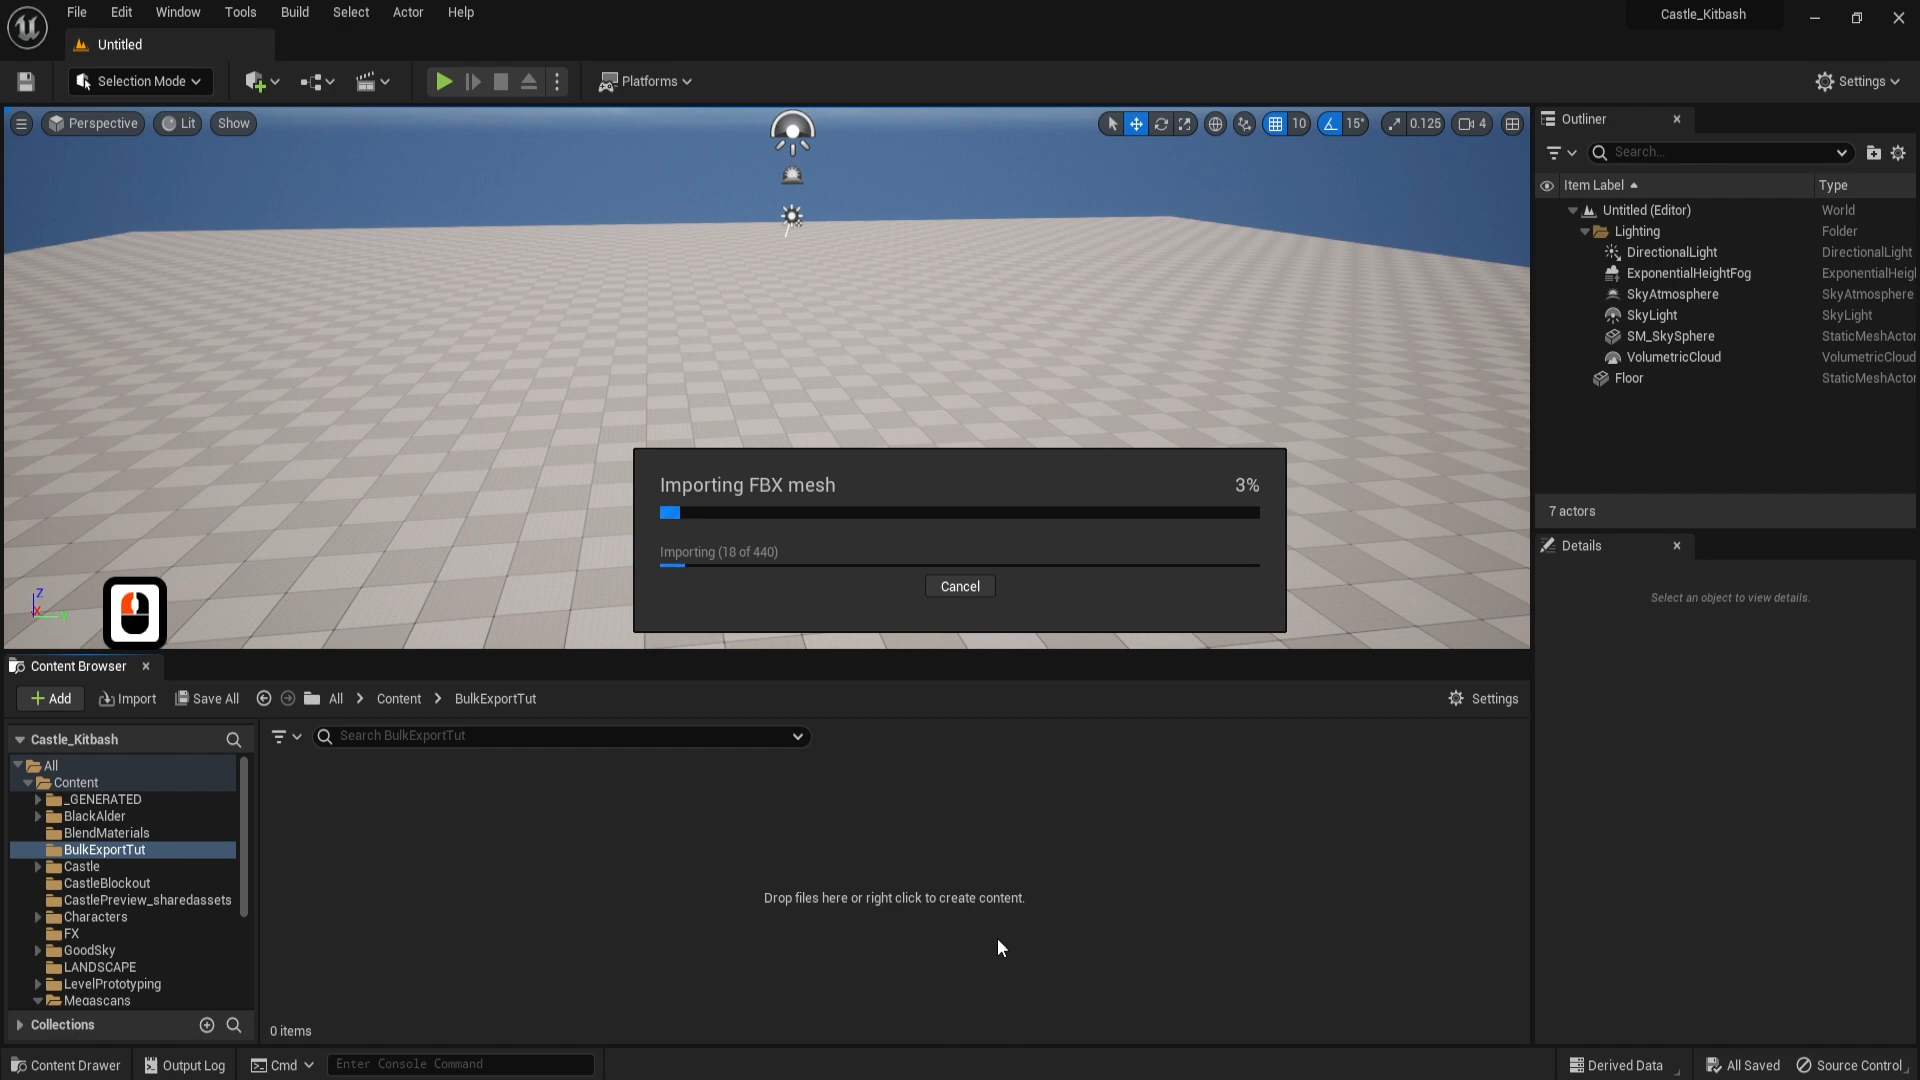 File Edit Window Tools Build Select Actor Help
Castle_Kitbash
Untitled
Selection Mode
Platforms
Settings
Perspective Lit Show
10 15° 0.125 4
Outliner
Search...
Item Label Type
Untitled (Editor) World
Lighting Folder
DirectionalLight DirectionalLight
ExponentialHeightFog ExponentialHeig
SkyAtmosphere SkyAtmosphere
SkyLight SkyLight
SM_SkySphere StaticMeshActor
VolumetricCloud VolumetricCloud
Floor StaticMeshActor
7 actors
Details
Select an object to view details.
Importing FBX mesh 3%
Importing (18 of 440)
Cancel
Z
X
Y
Content Browser
Add Import Save All All Content BulkExportTut Settings
Castle_Kitbash
Search BulkExportTut
All
Content
_GENERATED
BlackAlder
BlendMaterials
BulkExportTut
Castle
CastleBlockout
CastlePreview_sharedassets
Characters
FX
GoodSky
LANDSCAPE
LevelPrototyping
Megascans
Collections
Drop files here or right click to create content.
0 items
Content Drawer Output Log Cmd Enter Console Command Derived Data All Saved Source Control